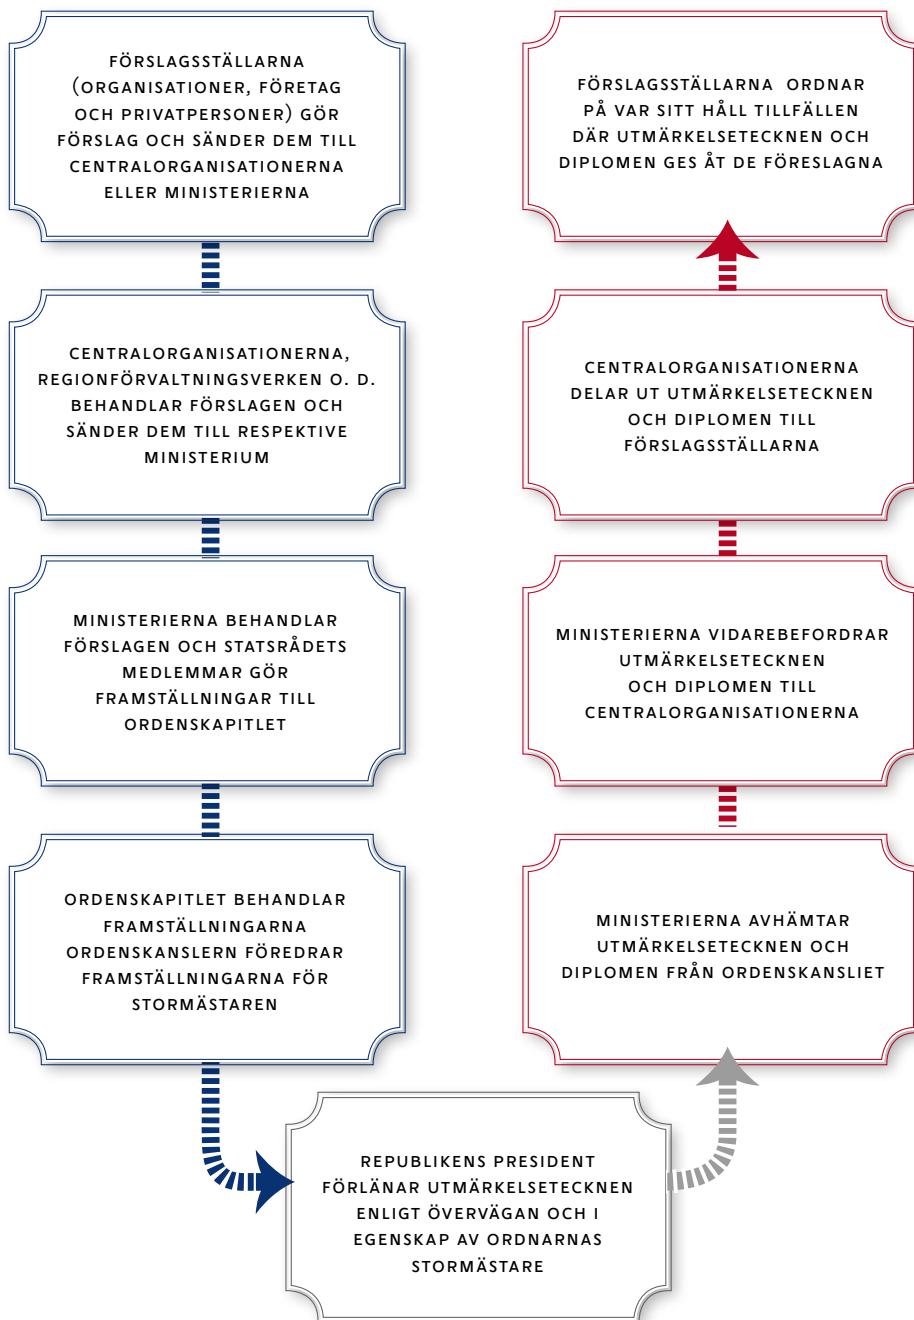 FÖRSLAGSSTÄLLARNA
(ORGANISATIONER, FÖRETAG
OCH PRIVATPERSONER) GÖR
FÖRSLAG OCH SÄNDER DEM TILL
CENTRALORGANISATIONERNA
ELLER MINISTERIERNA
CENTRALORGANISATIONERNA,
REGIONFÖRVALTNINGSVERKEN O. D.
BEHANDLAR FÖRSLAGEN OCH
SÄNDER DEM TILL RESPEKTIVE
MINISTERIUM
MINISTERIERNA BEHANDLAR
FÖRSLAGEN OCH STATSRÅDETS
MEDLEMMAR GÖR
FRAMSTÄLLNINGAR TILL
ORDENSKAPITLET
ORDENSKAPITLET BEHANDLAR
FRAMSTÄLLNINGARNA
ORDENSKANSLERN FÖREDRAR
FRAMSTÄLLNINGARNA FÖR
STORMÄSTAREN
REPUBLIKENS PRESIDENT
FÖRLÄNAR UTMÄRKELSETECKNEN
ENLIGT ÖVERVÄGAN OCH I
EGENSKAP AV ORDNARNAS
STORMÄSTARE
MINISTERIERNA AVHÄMTAR
UTMÄRKELSETECKNEN OCH
DIPLOMEN FRÅN ORDENSKANSLIET
MINISTERIERNA VIDAREBEFORDRAR
UTMÄRKELSETECKNEN
OCH DIPLOMEN TILL
CENTRALORGANISATIONERNA
CENTRALORGANISATIONERNA
DELAR UT UTMÄRKELSETECKNEN
OCH DIPLOMEN TILL
FÖRSLAGSSTÄLLARNA
FÖRSLAGSSTÄLLARNA ORDNAR
PÅ VAR SITT HÅLL TILLFÄLLEN
DÄR UTMÄRKELSETECKNEN OCH
DIPLOMEN GES ÅT DE FÖRESLAGNA